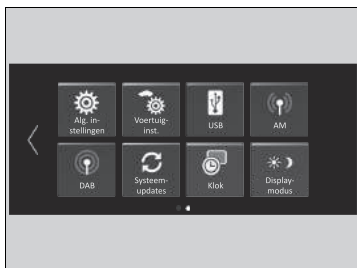 Alg. in-
stellingen
Voertuig-
inst.
USB
AM
DAB
Systeem-
updates
Klok
Display-
modus